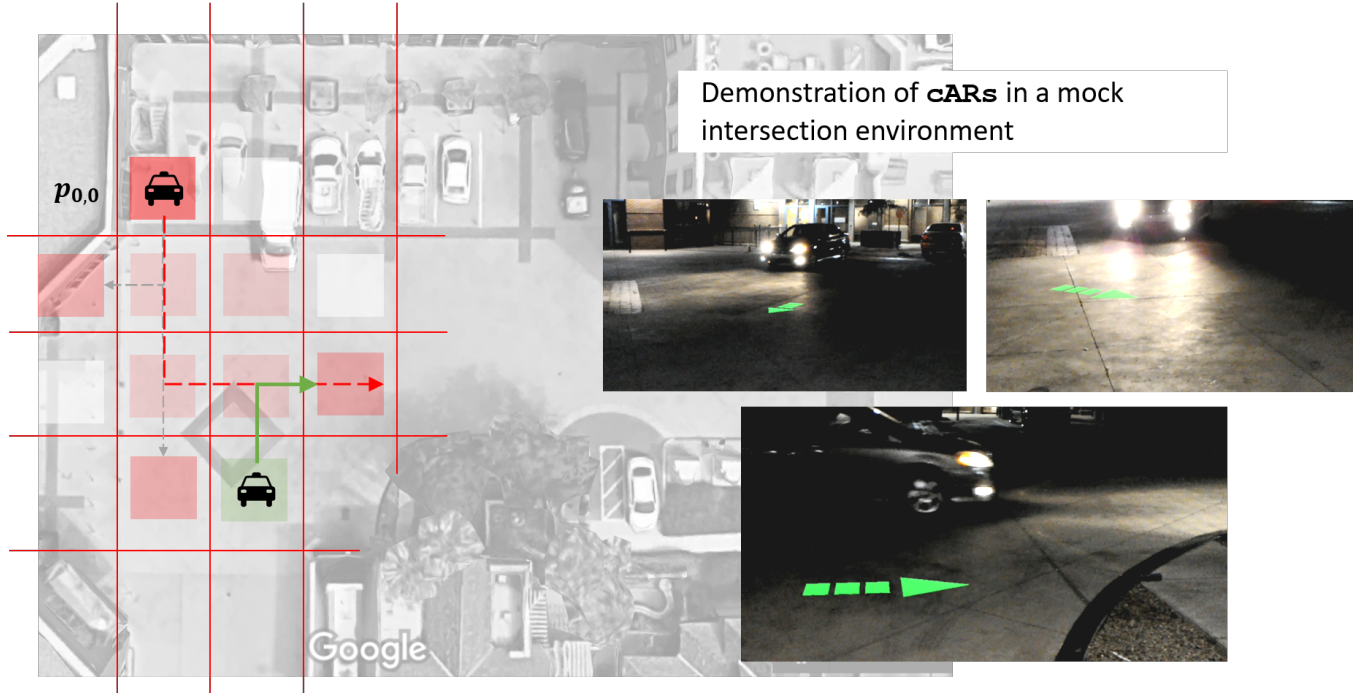 Demonstration of cARs in a mock
intersection environment
p0,0
Google